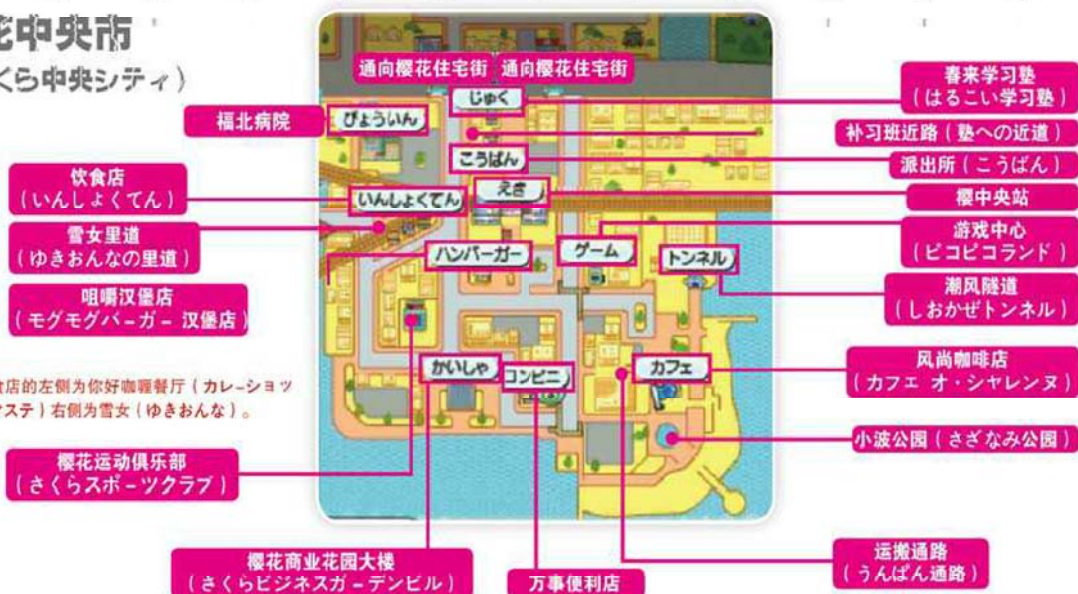 花中央市
くら中央シティ）
通向樱花住宅街 通向樱花住宅街
福北病院
びょういん
じゅく
春来学习塾
（はるこい学习塾）
补习班近路（塾への近道）
こうばん
派出所（こうばん）
饮食店
（いんしょくてん）
いんしょくてん
えき
樱中央站
雪女里道
（ゆきおんなの里道）
ハンバーガー
ゲーム
トンネル
游戏中心
（ピコピコランド）
咀嚼汉堡店
（モグモグバ－ガ－ 汉堡店）
潮风隧道
（しおかぜトンネル）
食店的左侧为你好咖喱餐厅（カレ-ショッ
マステ）右侧为雪女（ゆきおんな）。
かいしゃ
コンビニ
カフェ
风尚咖啡店
（カフェ オ・シャレンヌ）
小波公园（さざなみ公园）
樱花运动俱乐部
（さくらスポ－ツクラブ）
樱花商业花园大楼
（さくらビジネスガ－デンビル）
万事便利店
运搬通路
（うんぱん通路）